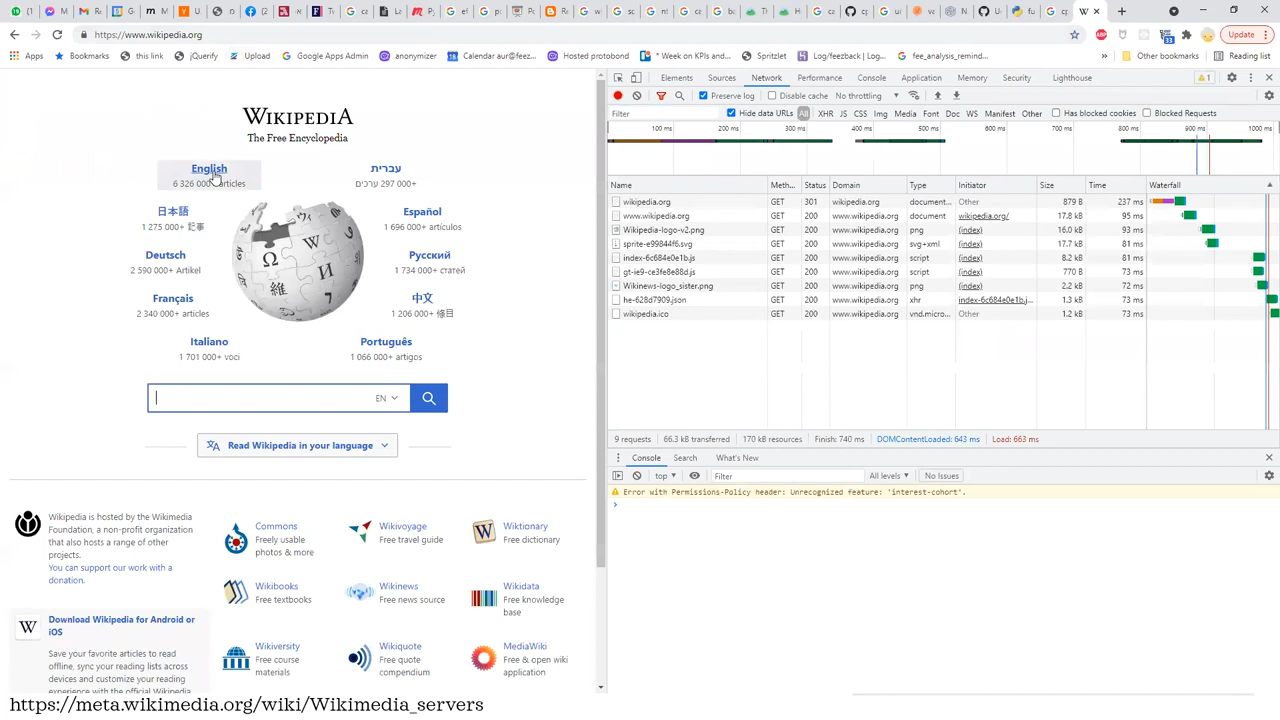 https://www.wikipedia.org
Update
Apps
Bookmarks
this link
jQuerify
Upload
Google Apps Admin
anonymizer
Calendar aur@feez...
Hosted protobond
* Week on KPIs and...
Spritzlet
Log/feezback | Log...
fee_analysis_remind...
»
Other bookmarks
Reading list
WIKIPEDIA
The Free Encyclopedia
English
6 326 000+ articles
עברית
297 000+ ערכים
日本語
1 275 000+ 記事
Español
1 696 000+ artículos
Deutsch
2 590 000+ Artikel
Русский
1 734 000+ статей
Français
2 340 000+ articles
中文
1 206 000+ 條目
Italiano
1 701 000+ voci
Português
1 066 000+ artigos
EN
Read Wikipedia in your language
Wikipedia is hosted by the Wikimedia
Foundation, a non-profit organization
that also hosts a range of other
projects.
You can support our work with a
donation.
Download Wikipedia for Android or
iOS
Save your favorite articles to read
offline, sync your reading lists across
devices and customize your reading
experience with the official Wikipedia
Commons
Freely usable
photos & more
Wikivoyage
Free travel guide
Wiktionary
Free dictionary
Wikibooks
Free textbooks
Wikinews
Free news source
Wikidata
Free knowledge
base
Wikiversity
Free course
materials
Wikiquote
Free quote
compendium
MediaWiki
Free & open wiki
application
Elements Sources Network Performance Console Application Memory Security Lighthouse 1
Preserve log Disable cache No throttling
Filter Hide data URLs All XHR JS CSS Img Media Font Doc WS Manifest Other Has blocked cookies Blocked Requests
100 ms 200 ms 300 ms 400 ms 500 ms 600 ms 700 ms 800 ms 900 ms 1000 ms
Name Meth... Status Domain Type Initiator Size Time Waterfall
wikipedia.org GET 301 wikipedia.org document... Other 879 B 237 ms
www.wikipedia.org GET 200 www.wikipedia.org document wikipedia.org/ 17.8 kB 95 ms
Wikipedia-logo-v2.png GET 200 www.wikipedia.org png (index) 16.0 kB 93 ms
sprite-e99844f6.svg GET 200 www.wikipedia.org svg+xml (index) 17.7 kB 81 ms
index-6c684e0e1b.js GET 200 www.wikipedia.org script (index) 8.2 kB 81 ms
gt-ie9-ce3fe8e88d.js GET 200 www.wikipedia.org script (index) 770 B 73 ms
Wikinews-logo_sister.png GET 200 www.wikipedia.org png (index) 2.2 kB 72 ms
he-628d7909.json GET 200 www.wikipedia.org xhr index-6c684e0e1b.j... 1.3 kB 73 ms
wikipedia.ico GET 200 www.wikipedia.org vnd.micro... Other 1.2 kB 73 ms
9 requests 66.3 kB transferred 170 kB resources Finish: 740 ms DOMContentLoaded: 643 ms Load: 663 ms
Console Search What's New
top Filter All levels No Issues
Error with Permissions-Policy header: Unrecognized feature: 'interest-cohort'.
https://meta.wikimedia.org/wiki/Wikimedia_servers